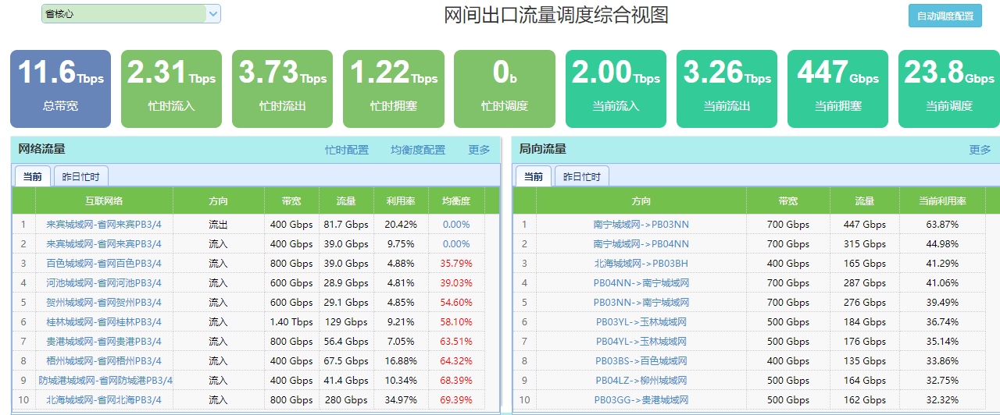 省核心
网间出口流量调度综合视图
自动调度配置
11.6Tbps 2.31Tbps 3.73Tbps 1.22Tbps 0b 2.00Tbps 3.26Tbps 447Gbps 23.8Gbps
总带宽 忙时流入 忙时流出 忙时拥塞 忙时调度 当前流入 当前流出 当前拥塞 当前调度
网络流量 忙时配置 均衡度配置 更多
当前 昨日忙时
互联网络 方向 带宽 流量 利用率 均衡度
1 来宾城域网-省网来宾PB3/4 流出 400 Gbps 81.7 Gbps 20.42% 0.00%
2 来宾城域网-省网来宾PB3/4 流入 400 Gbps 39.0 Gbps 9.75% 0.00%
3 百色城域网-省网百色PB3/4 流入 800 Gbps 39.0 Gbps 4.88% 35.79%
4 河池城域网-省网河池PB3/4 流入 600 Gbps 28.9 Gbps 4.81% 39.03%
5 贺州城域网-省网贺州PB3/4 流入 600 Gbps 29.1 Gbps 4.85% 54.60%
6 桂林城域网-省网桂林PB3/4 流入 1.40 Tbps 129 Gbps 9.21% 58.10%
7 贵港城域网-省网贵港PB3/4 流入 800 Gbps 56.4 Gbps 7.05% 63.51%
8 梧州城域网-省网梧州PB3/4 流入 400 Gbps 67.5 Gbps 16.88% 64.32%
9 防城港城域网-省网防城港PB3/4 流入 400 Gbps 41.4 Gbps 10.34% 68.39%
10 北海城域网-省网北海PB3/4 流入 800 Gbps 280 Gbps 34.97% 69.39%
局向流量 更多
当前 昨日忙时
方向 带宽 流量 当前利用率
1 南宁城域网->PB03NN 700 Gbps 447 Gbps 63.87%
2 南宁城域网->PB04NN 700 Gbps 315 Gbps 44.98%
3 北海城域网->PB03BH 400 Gbps 165 Gbps 41.29%
4 PB04NN->南宁城域网 700 Gbps 287 Gbps 41.06%
5 PB03NN->南宁城域网 700 Gbps 276 Gbps 39.49%
6 PB03YL->玉林城域网 500 Gbps 184 Gbps 36.74%
7 PB04YL->玉林城域网 500 Gbps 176 Gbps 35.14%
8 PB03BS->百色城域网 400 Gbps 135 Gbps 33.86%
9 PB04LZ->柳州城域网 500 Gbps 164 Gbps 32.75%
10 PB03GG->贵港城域网 500 Gbps 162 Gbps 32.32%